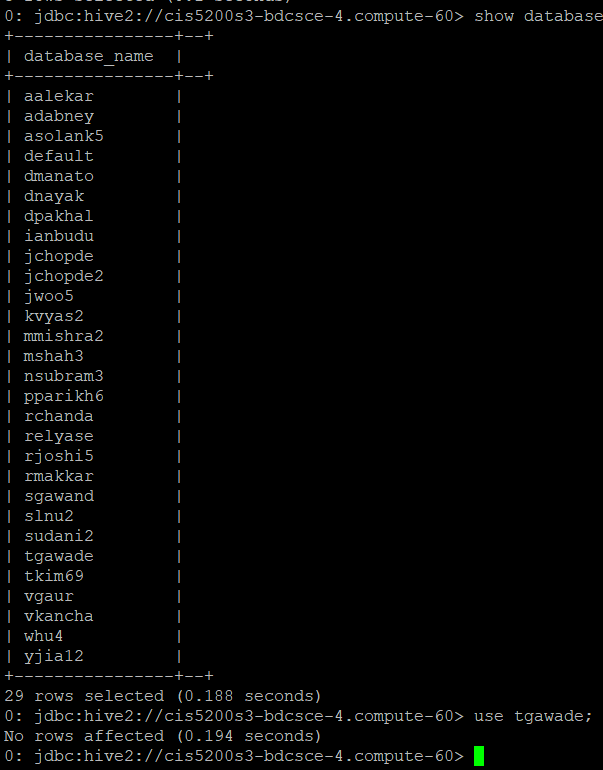 0: jdbc:hive2://cis5200s3-bdcsce-4.compute-60> show database
+----------------+--+
| database_name  |
+----------------+--+
| aalekar        |
| adabney        |
| asolank5       |
| default        |
| dmanato        |
| dnayak         |
| dpakhal        |
| ianbudu        |
| jchopde        |
| jchopde2       |
| jwoo5          |
| kvyas2         |
| mmishra2       |
| mshah3         |
| nsubram3       |
| pparikh6       |
| rchanda        |
| relyase        |
| rjoshi5        |
| rmakkar        |
| sgawand        |
| slnu2          |
| sudani2        |
| tgawade        |
| tkim69         |
| vgaur          |
| vkancha        |
| whu4           |
| yjia12         |
+----------------+--+
29 rows selected (0.188 seconds)
0: jdbc:hive2://cis5200s3-bdcsce-4.compute-60> use tgawade;
No rows affected (0.194 seconds)
0: jdbc:hive2://cis5200s3-bdcsce-4.compute-60>